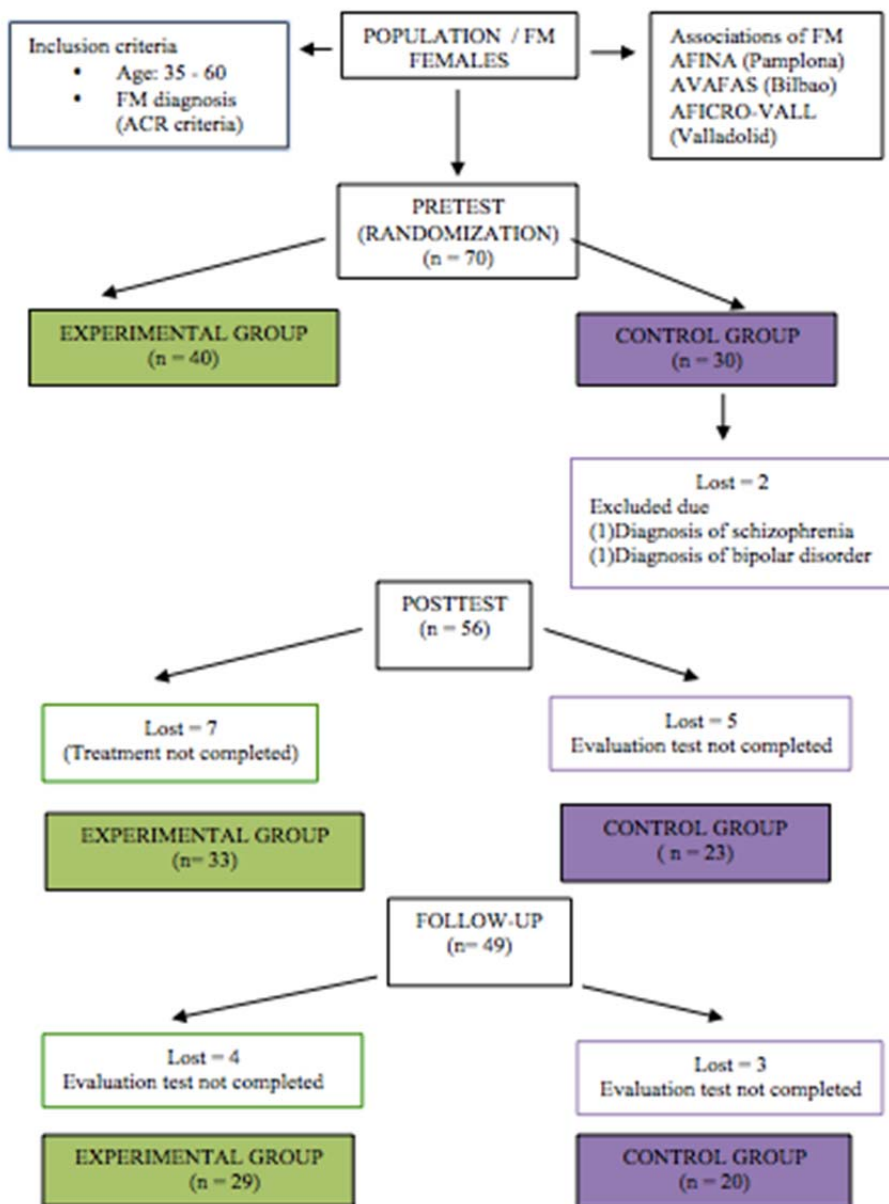 Inclusion criteria
• Age: 35 - 60
• FM diagnosis
(ACR criteria)
POPULATION / FM
FEMALES
Associations of FM
AFINA (Pamplona)
AVAFAS (Bilbao)
AFICRO-VALL
(Valladolid)
PRETEST
(RANDOMIZATION)
(n = 70)
EXPERIMENTAL GROUP
(n = 40)
CONTROL GROUP
(n = 30)
Lost = 2
Excluded due
(1)Diagnosis of schizophrenia
(1)Diagnosis of bipolar disorder
POSTTEST
(n = 56)
Lost = 7
(Treatment not completed)
Lost = 5
Evaluation test not completed
EXPERIMENTAL GROUP
(n= 33)
CONTROL GROUP
( n = 23)
FOLLOW-UP
(n= 49)
Lost = 4
Evaluation test not completed
Lost = 3
Evaluation test not completed
EXPERIMENTAL GROUP
(n = 29)
CONTROL GROUP
(n = 20)